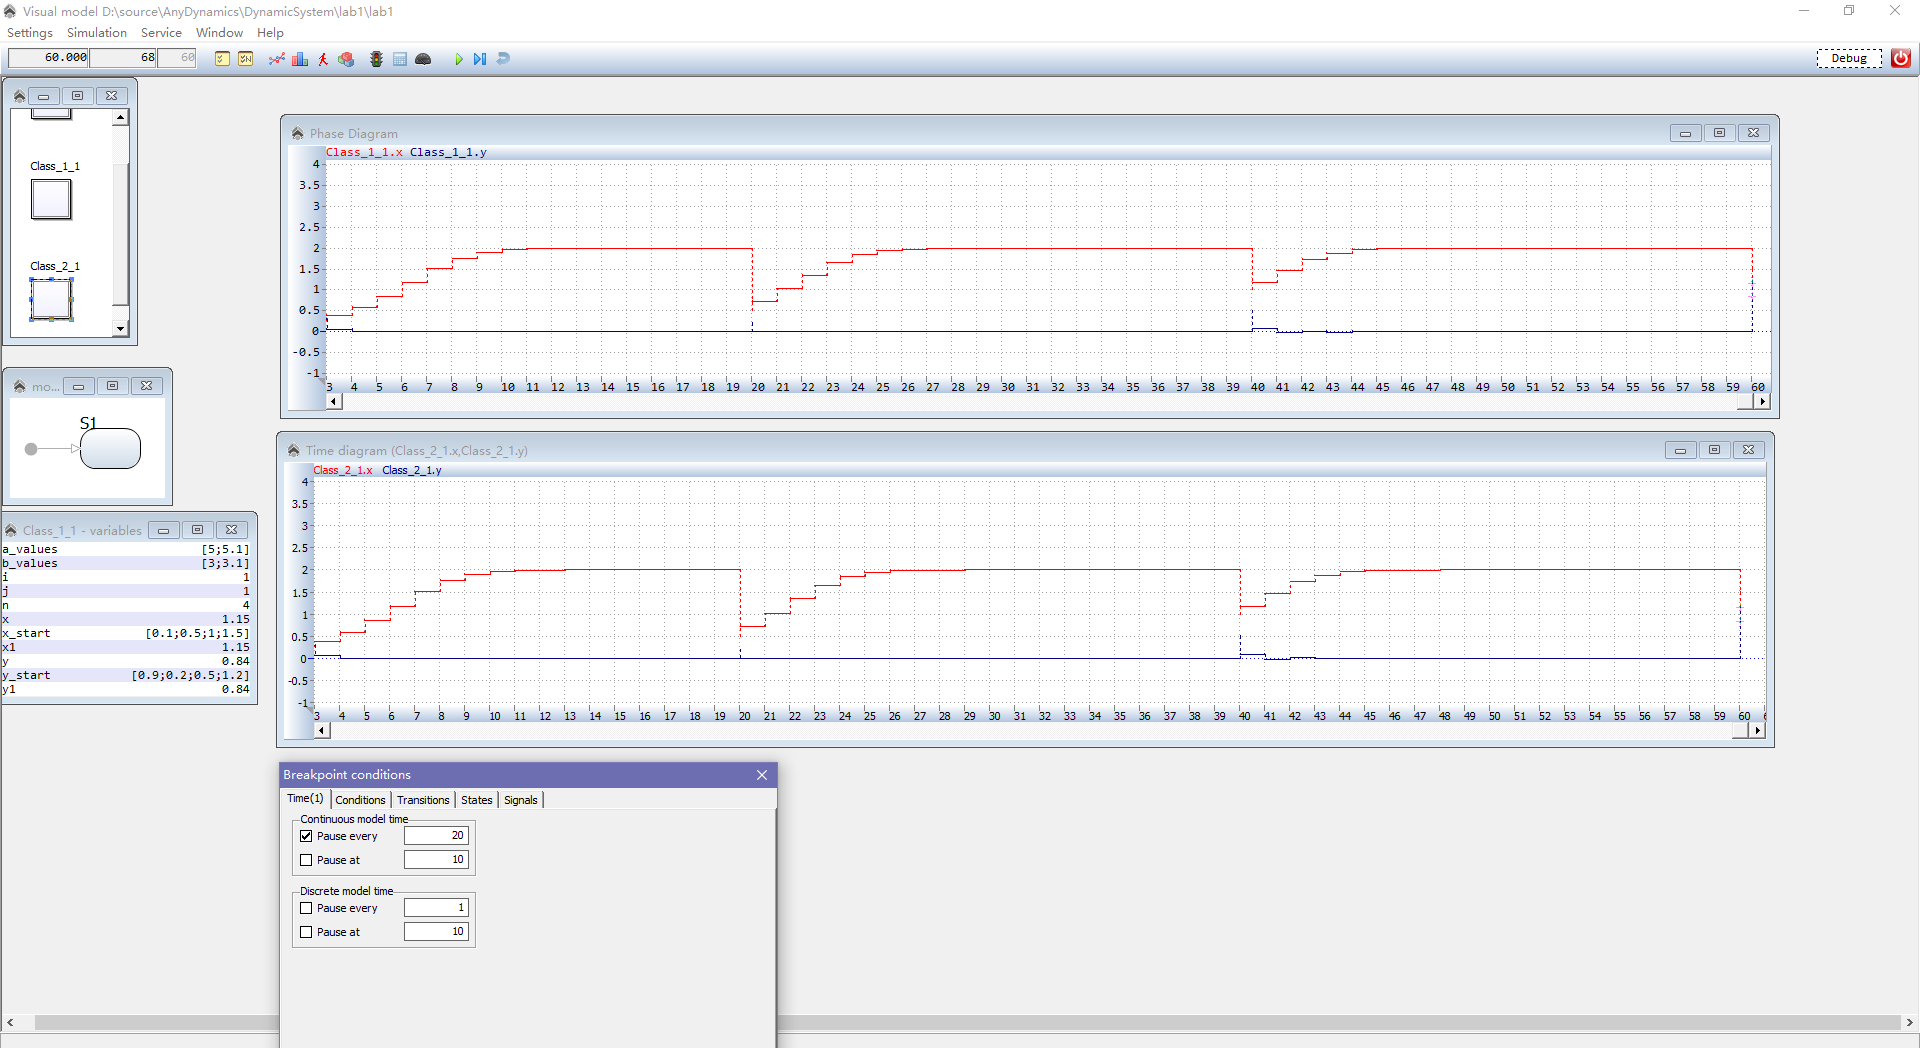 Visual model D:\source\AnyDynamics\DynamicSystem\lab1\lab1
Settings Simulation Service Window Help
60.000 68 60
Debug
Class_1_1
Class_2_1
mo...
S1
Class_1_1 - variables
a_values [5;5.1]
b_values [3;3.1]
i 1
j 1
n 4
x 1.15
x_start [0.1;0.5;1;1.5]
x1 1.15
y 0.84
y_start [0.9;0.2;0.5;1.2]
y1 0.84
Phase Diagram
Class_1_1.x Class_1_1.y
4
3.5
3
2.5
2
1.5
1
0.5
0
-0.5
-1
3 4 5 6 7 8 9 10 11 12 13 14 15 16 17 18 19 20 21 22 23 24 25 26 27 28 29 30 31 32 33 34 35 36 37 38 39 40 41 42 43 44 45 46 47 48 49 50 51 52 53 54 55 56 57 58 59 60
Time diagram (Class_2_1.x,Class_2_1.y)
Class_2_1.x Class_2_1.y
4
3.5
3
2.5
2
1.5
1
0.5
0
-0.5
-1
3 4 5 6 7 8 9 10 11 12 13 14 15 16 17 18 19 20 21 22 23 24 25 26 27 28 29 30 31 32 33 34 35 36 37 38 39 40 41 42 43 44 45 46 47 48 49 50 51 52 53 54 55 56 57 58 59 60
Breakpoint conditions
Time(1) Conditions Transitions States Signals
Continuous model time
Pause every 20
Pause at 10
Discrete model time
Pause every 1
Pause at 10